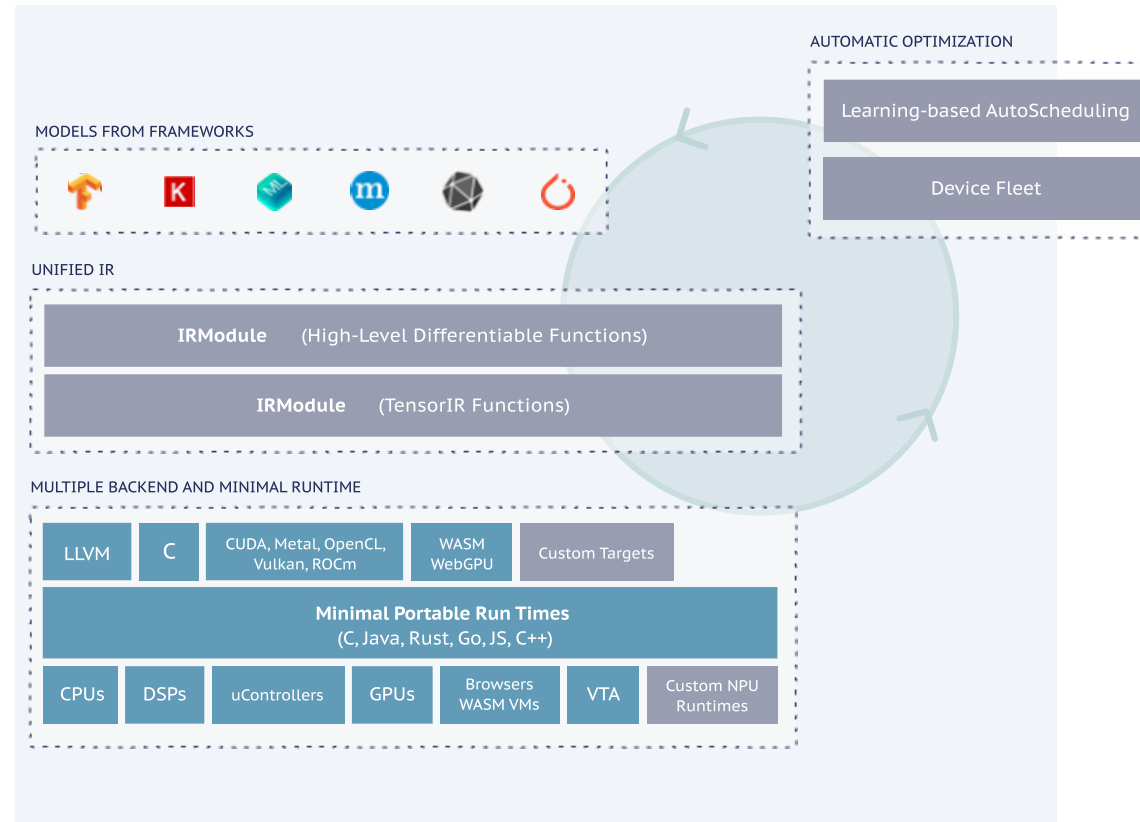 AUTOMATIC OPTIMIZATION
Learning-based AutoScheduling
Device Fleet
MODELS FROM FRAMEWORKS
K
ML
m
UNIFIED IR
IRModule (High-Level Differentiable Functions)
IRModule (TensorIR Functions)
MULTIPLE BACKEND AND MINIMAL RUNTIME
LLVM
C
CUDA, Metal, OpenCL,
Vulkan, ROCm
WASM
WebGPU
Custom Targets
Minimal Portable Run Times
(C, Java, Rust, Go, JS, C++)
CPUs
DSPs
uControllers
GPUs
Browsers
WASM VMs
VTA
Custom NPU
Runtimes